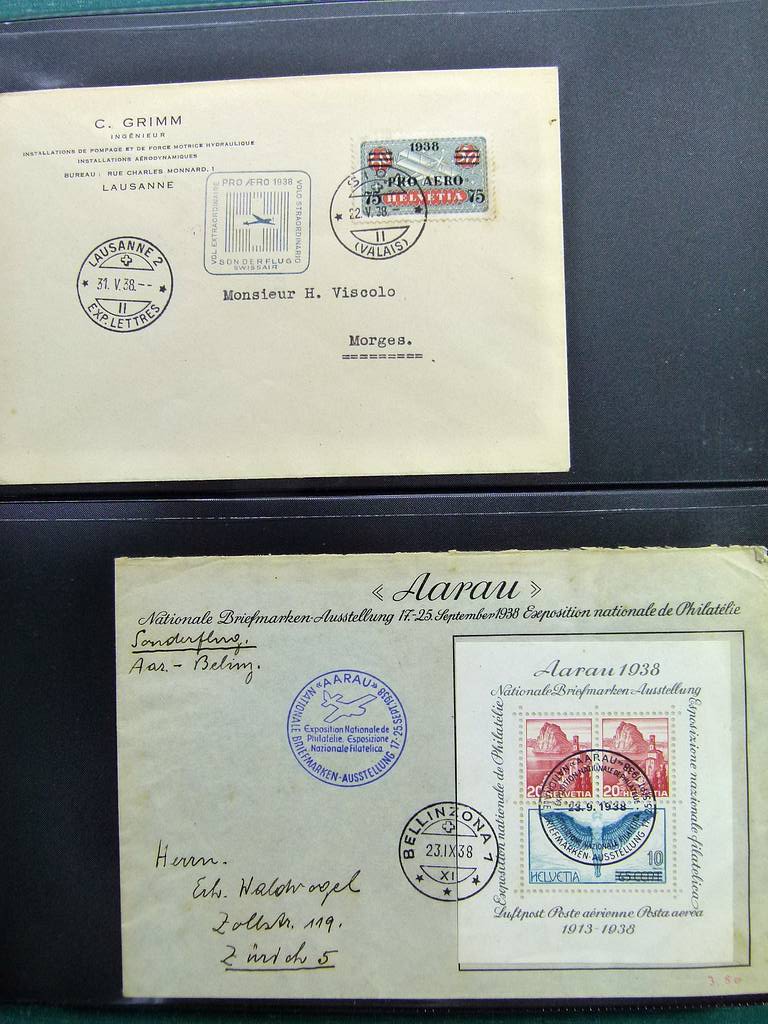 C. GRIMM
INGÉNIEUR
INSTALLATIONS DE POMPAGE ET DE FORCE MOTRICE HYDRAULIQUE
INSTALLATIONS AÉRODYNAMIQUES
BUREAU : RUE CHARLES MONNARD, 1
LAUSANNE
PRO AERO 1938
VOL EXTRAORDINAIRE
VOLO STRAORDINARIO
SONDERFLUG
SWISSAIR
1938
PRO AERO
75 HELVETIA 75
22.V.38.-
II
(VALAIS)
LAUSANNE 2
31.V.38.--
II
EXP. LETTRES
Monsieur H. Viscolo
Morges.
« Aarau »
Nationale Briefmarken-Ausstellung 17.-25. September 1938 Exposition nationale de Philatélie
Sonderflug.
Aar. - Belinz.
«AARAU»
NATIONALE BRIEFMARKEN-AUSSTELLUNG 17-25.SEPT.1938
Exposition Nationale de
Philatélie. Esposizione
Nazionale Filatelica
Aarau 1938
Nationale Briefmarken-Ausstellung
Exposition nationale de Philatélie
Esposizione nazionale filatelica
20 HELVETIA
20 HELVETIA
«AARAU»
23.9.1938
BRIEFMARKEN-AUSSTELLUNG
HELVETIA
10
Luftpost Poste aérienne Posta aerea
1913-1938
BELLINZONA 1
23.IX.38
XI
Herrn.
Erh. Waldvogel
Zollstr. 119.
Zürich 5